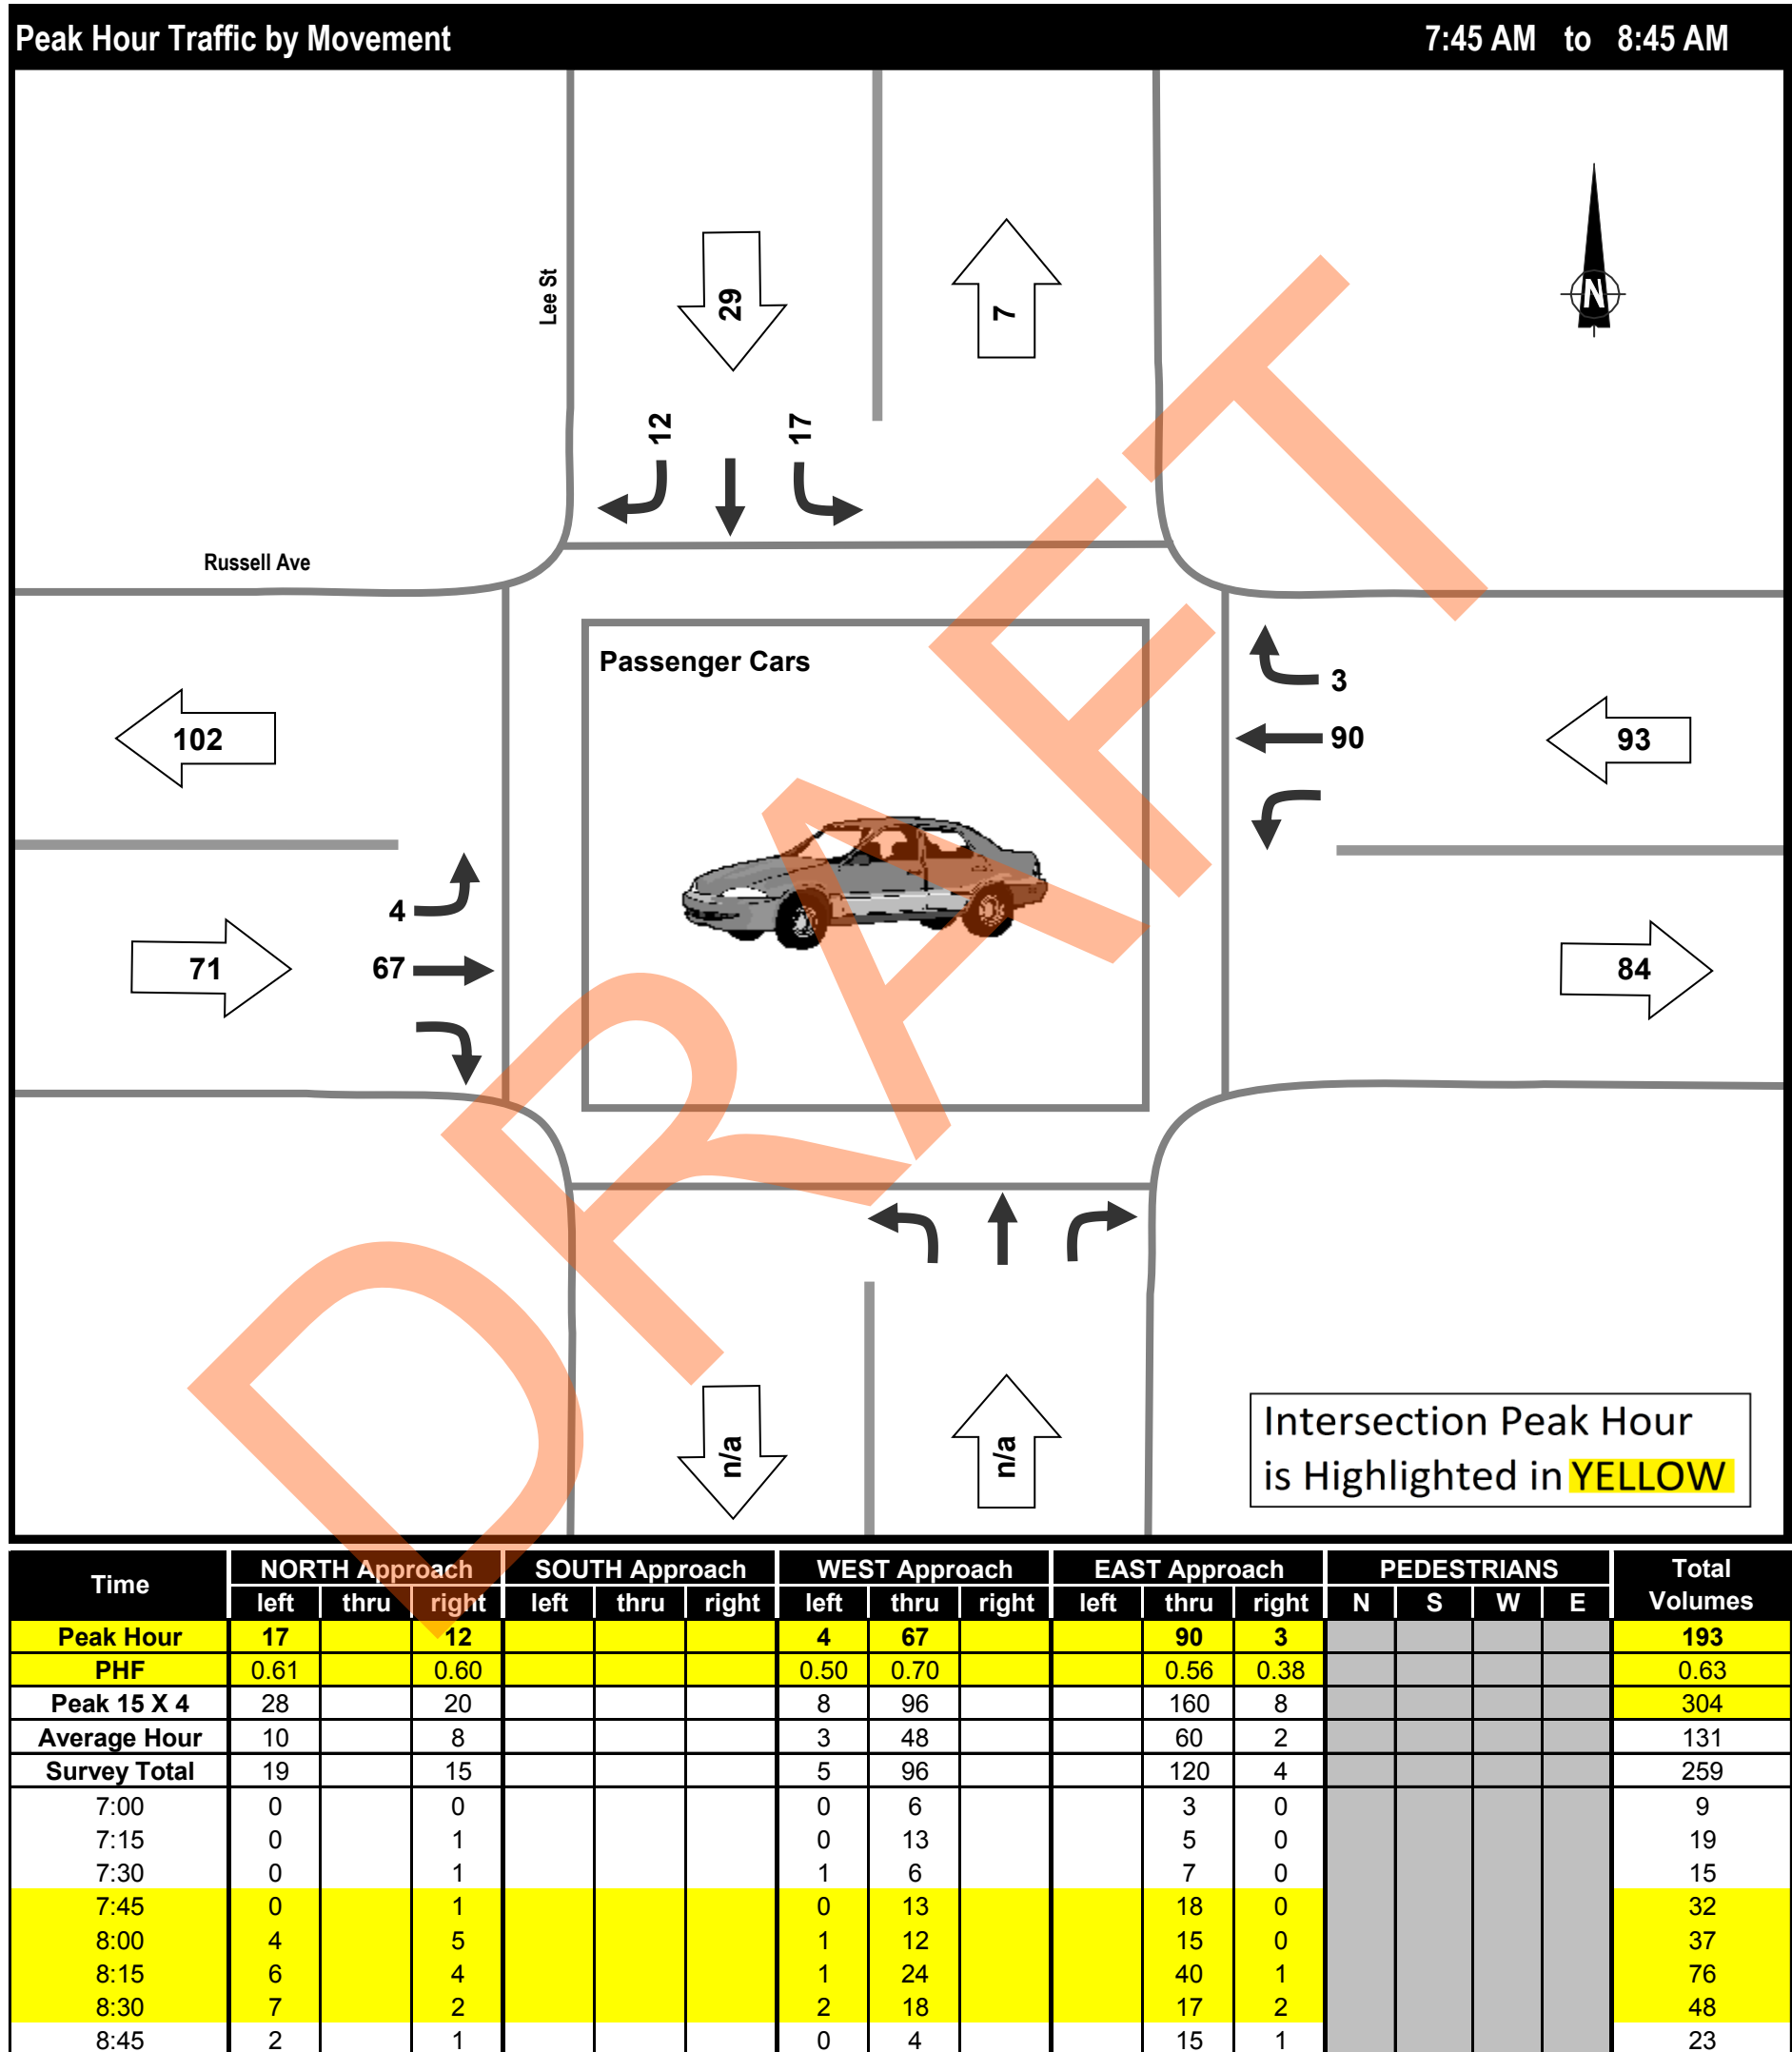 Peak Hour Traffic by Movement 7:45 AM to 8:45 AM
Lee St
29
7
N
12 17
Russell Ave
Passenger Cars
3
102
90
93
4
71
67
84
n/a
n/a
Intersection Peak Hour
is Highlighted in YELLOW
DRAFT
Time NORTH Approach SOUTH Approach WEST Approach EAST Approach PEDESTRIANS Total Volumes
left thru right left thru right left thru right left thru right N S W E
Peak Hour 17 12 4 67 90 3 193
PHF 0.61 0.60 0.50 0.70 0.56 0.38 0.63
Peak 15 X 4 28 20 8 96 160 8 304
Average Hour 10 8 3 48 60 2 131
Survey Total 19 15 5 96 120 4 259
7:00 0 0 0 6 3 0 9
7:15 0 1 0 13 5 0 19
7:30 0 1 1 6 7 0 15
7:45 0 1 0 13 18 0 32
8:00 4 5 1 12 15 0 37
8:15 6 4 1 24 40 1 76
8:30 7 2 2 18 17 2 48
8:45 2 1 0 4 15 1 23